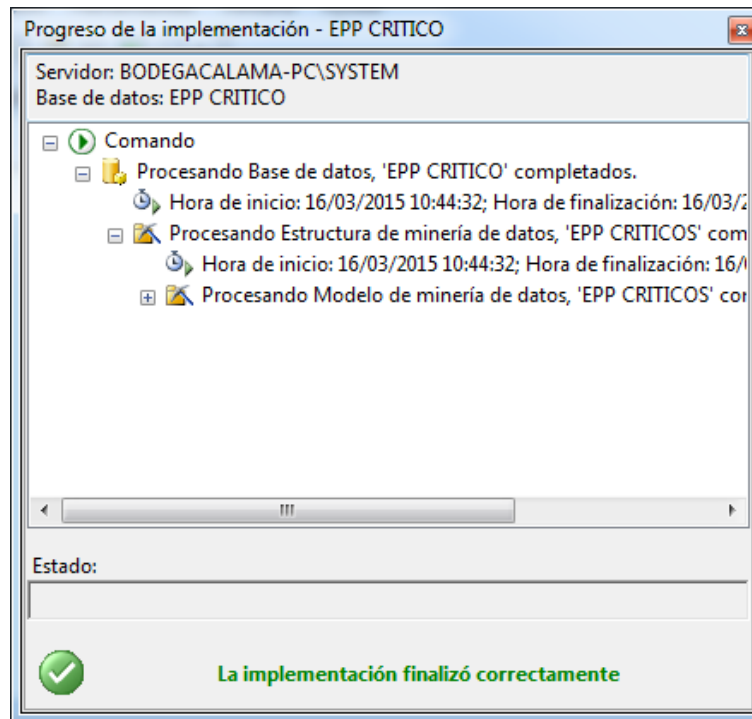 Progreso de la implementación - EPP CRITICO
Servidor: BODEGACALAMA-PC\SYSTEM
Base de datos: EPP CRITICO
Comando
Procesando Base de datos, 'EPP CRITICO' completados.
Hora de inicio: 16/03/2015 10:44:32; Hora de finalización: 16/03/2
Procesando Estructura de minería de datos, 'EPP CRITICOS' com
Hora de inicio: 16/03/2015 10:44:32; Hora de finalización: 16/
Procesando Modelo de minería de datos, 'EPP CRITICOS' co
Estado:
La implementación finalizó correctamente